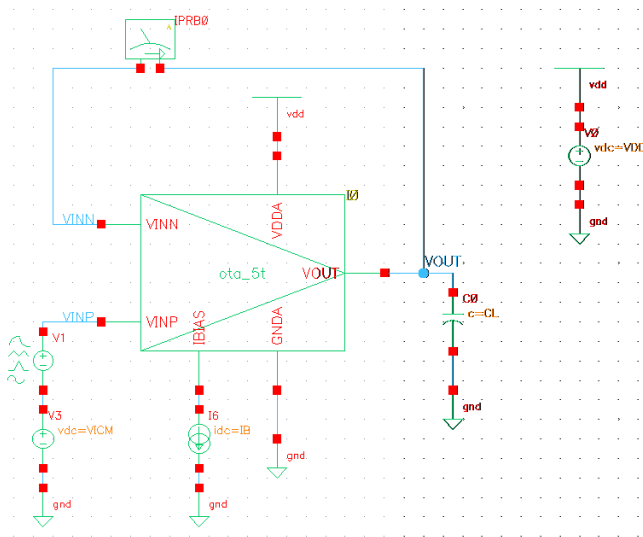 IPRB0
A
vdd
vdd
V0
vdc=VDD
I0
VINN
VINN
VDDA
gnd
VOUT
ota_5t
VOUT
C0
c=CL
VINP
VINP
IBIAS
GNDA
V1
gnd
V3
vdc=VICM
I6
idc=IB
gnd
gnd
gnd